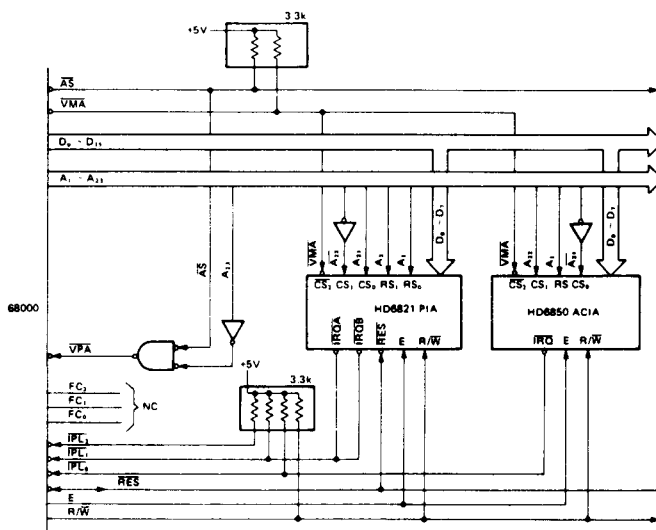 3.3k
+5V
AS
VMA
D₀ ~ D₁₅
A₁ ~ A₂₃
VMA
A₂₂
A₂₃
A₂
A₁
D₀ ~ D₇
VMA
A₂₂
A₁
D₀ ~ D₇
CS₂ CS₁ CS₀ RS₁ RS₀
HD6821 PIA
IRQA
IRQB
RES
E R/W
CS₂ CS₁ RS CS₀
HD6850 ACIA
IRQ E R/W
68000
AS
VPA
FC₂
FC₁
FC₀
NC
+5V
3.3k
IPL₂
IPL₁
IPL₀
RES
E
R/W